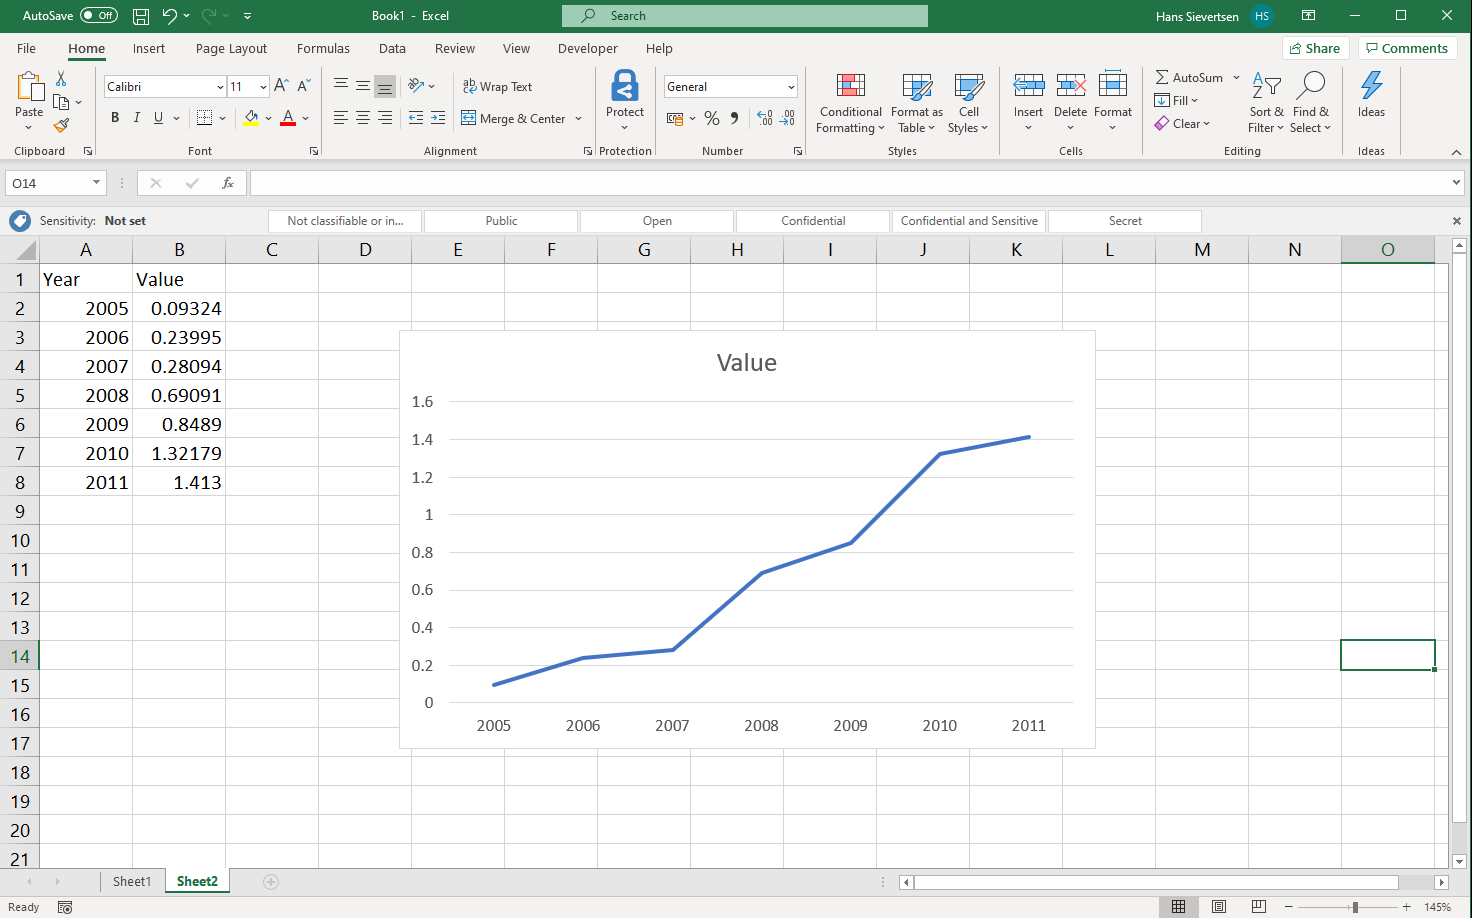 AutoSave Off Book1 - Excel Search Hans Sievertsen HS
File Home Insert Page Layout Formulas Data Review View Developer Help Share Comments
Paste
Clipboard
Calibri 11 A A
B I U A
Font
ab Wrap Text
Merge & Center
Alignment
Protect
Protection
General
% 9
Number
Conditional Formatting
Format as Table
Cell Styles
Styles
Insert Delete Format
Cells
AutoSum
Fill
Clear
Sort & Filter
Find & Select
Editing
Ideas
Ideas
O14 fx
Sensitivity: Not set Not classifiable or in... Public Open Confidential Confidential and Sensitive Secret
A B C D E F G H I J K L M N O
1 Year Value
2 2005 0.09324
3 2006 0.23995
4 2007 0.28094
5 2008 0.69091
6 2009 0.8489
7 2010 1.32179
8 2011 1.413
9
10
11
12
13
14
15
16
17
18
19
20
21
Value
1.6
1.4
1.2
1
0.8
0.6
0.4
0.2
0
2005 2006 2007 2008 2009 2010 2011
Sheet1 Sheet2
Ready 145%